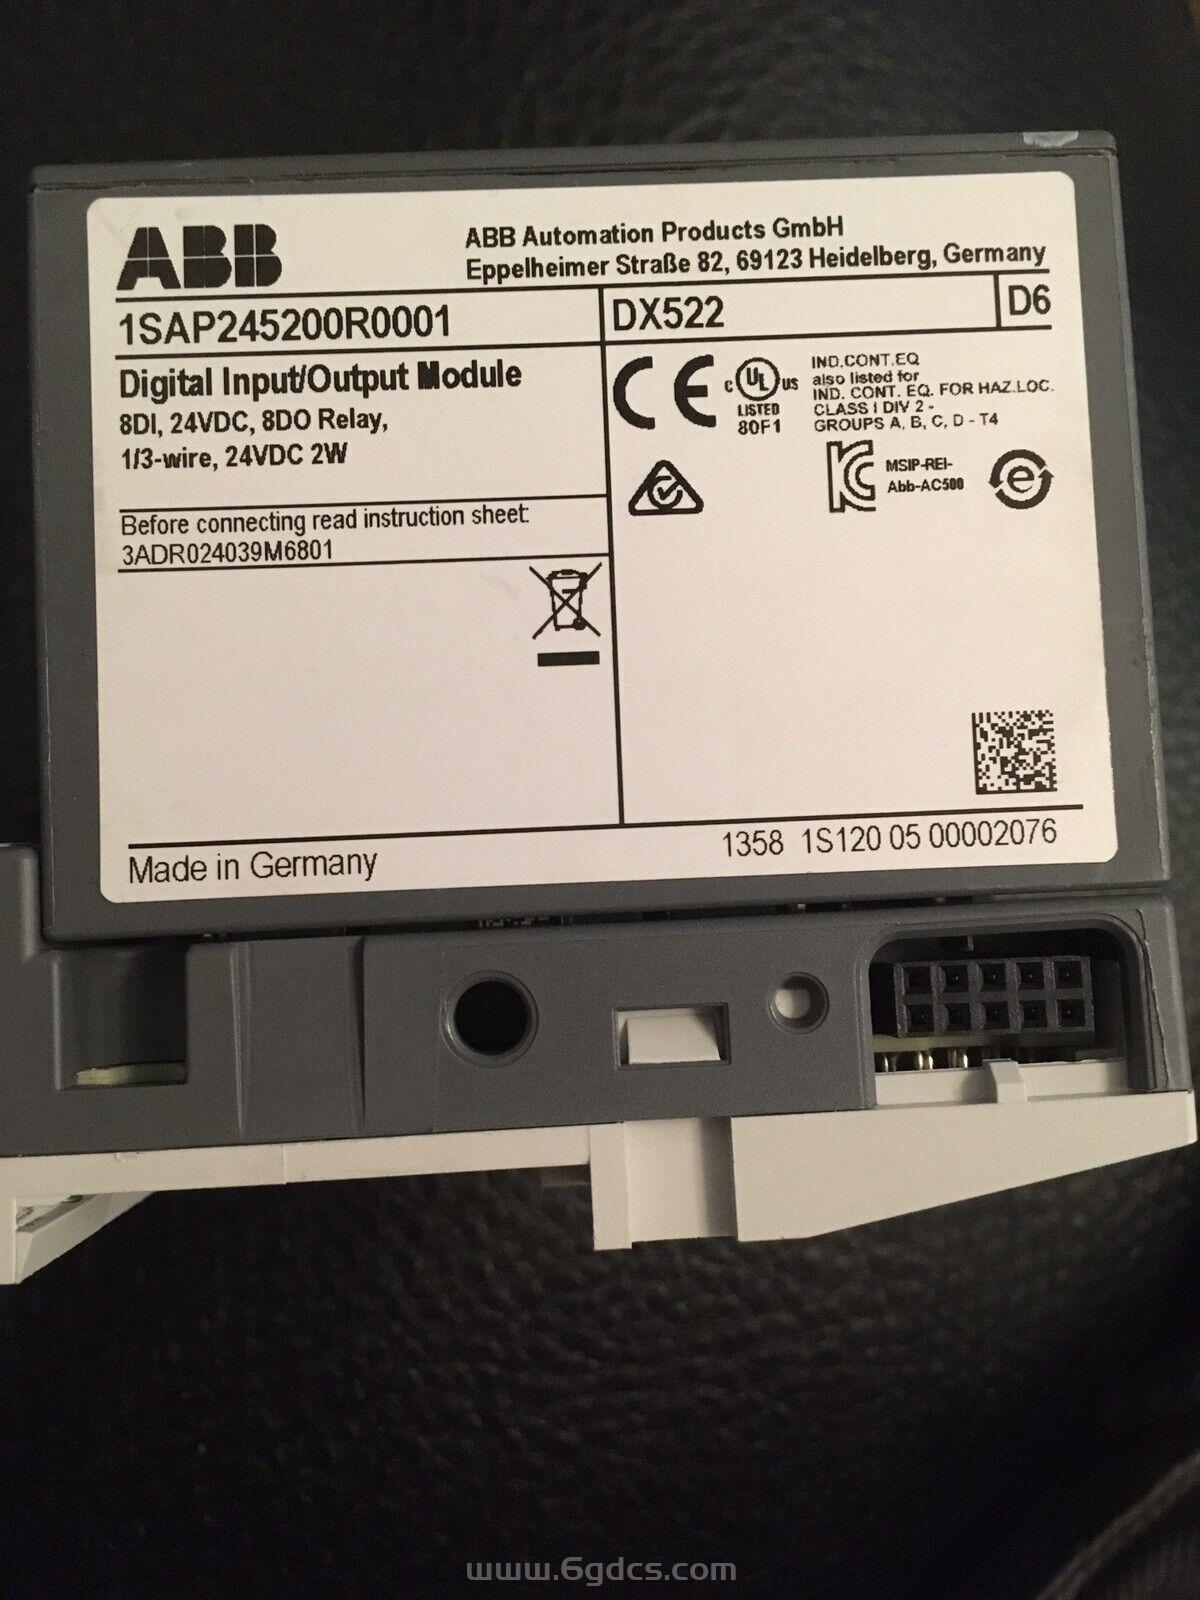 ABB
ABB Automation Products GmbH
Eppelheimer Straße 82, 69123 Heidelberg, Germany
1SAP245200R0001
DX522
D6
Digital Input/Output Module
8DI, 24VDC, 8DO Relay,
1/3-wire, 24VDC 2W
Before connecting read instruction sheet:
3ADR024039M6801
CE
C UL US
LISTED
80F1
IND.CONT.EQ
also listed for
IND. CONT. EQ. FOR HAZ.LOC.
CLASS I DIV 2 -
GROUPS A, B, C, D - T4
MSIP-REI-
Abb-AC500
Made in Germany
1358 1S120 05 00002076
www.6gdcs.com